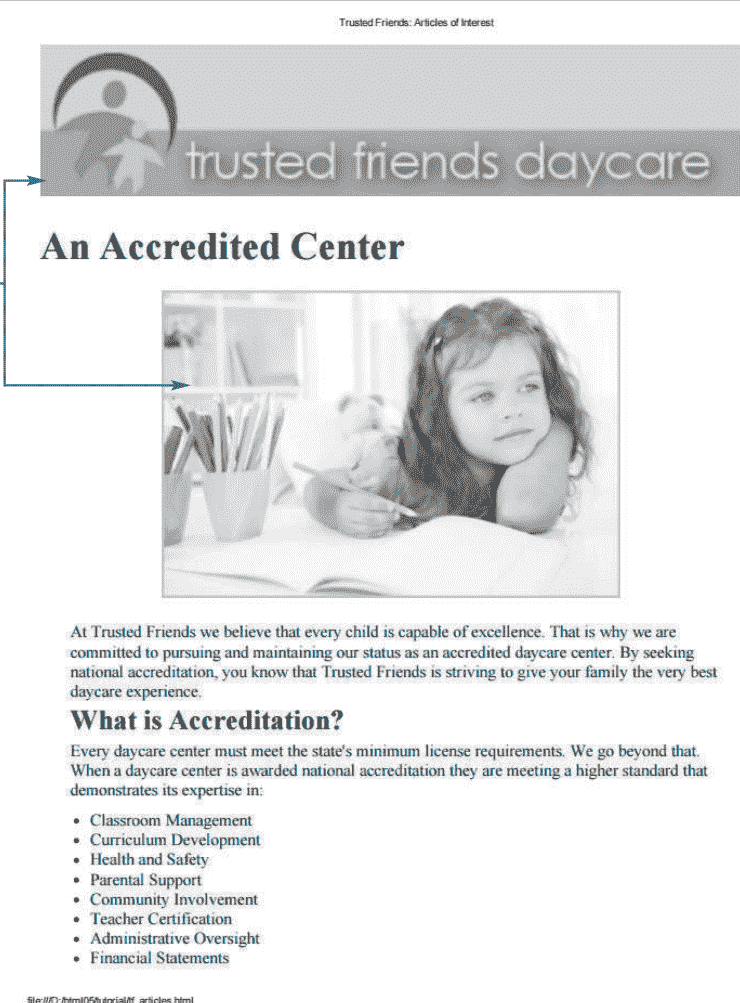 Trusted Friends: Articles of Interest
trusted friends daycare
An Accredited Center
At Trusted Friends we believe that every child is capable of excellence. That is why we are
committed to pursuing and maintaining our status as an accredited daycare center. By seeking
national accreditation, you know that Trusted Friends is striving to give your family the very best
daycare experience.
What is Accreditation?
Every daycare center must meet the state's minimum license requirements. We go beyond that.
When a daycare center is awarded national accreditation they are meeting a higher standard that
demonstrates its expertise in:
• Classroom Management
• Curriculum Development
• Health and Safety
• Parental Support
• Community Involvement
• Teacher Certification
• Administrative Oversight
• Financial Statements
file:///D:/html05/tutorial/tf_articles.html